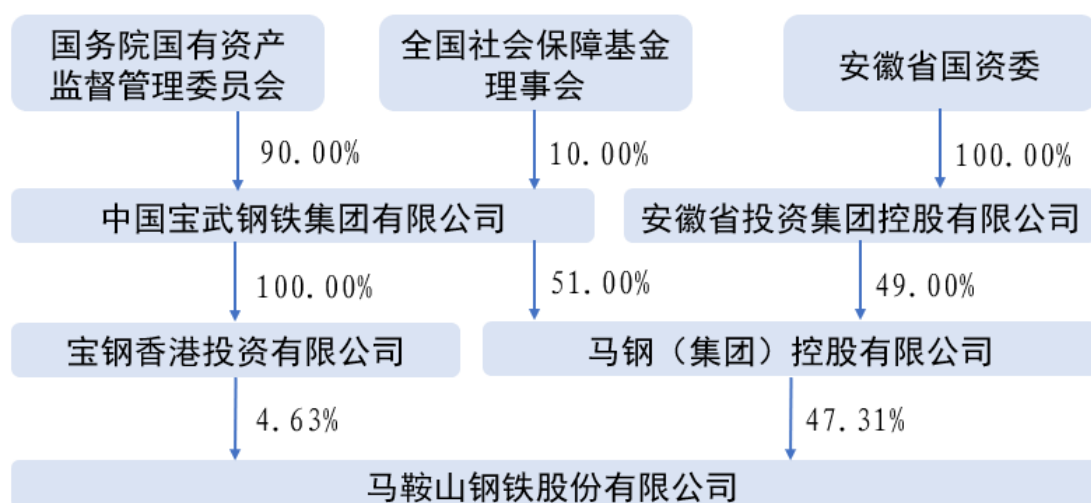 国务院国有资产
监督管理委员会
全国社会保障基金
理事会
安徽省国资委
90.00%
10.00%
100.00%
中国宝武钢铁集团有限公司
安徽省投资集团控股有限公司
100.00%
51.00%
49.00%
宝钢香港投资有限公司
马钢（集团）控股有限公司
4.63%
47.31%
马鞍山钢铁股份有限公司